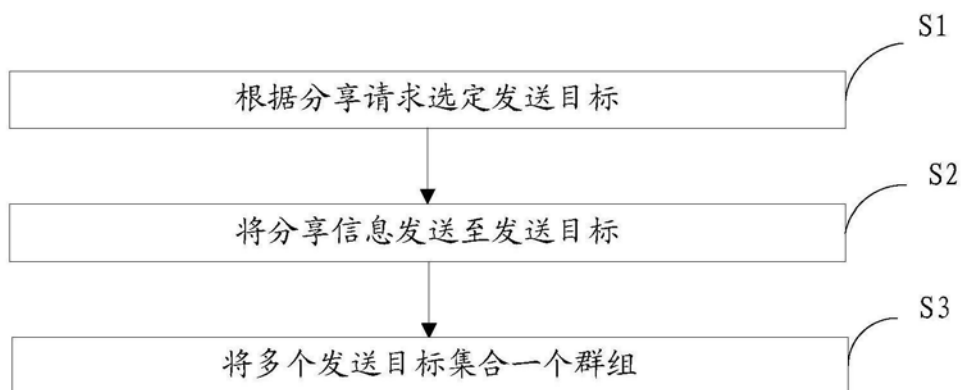 S1
根据分享请求选定发送目标
S2
将分享信息发送至发送目标
S3
将多个发送目标集合一个群组